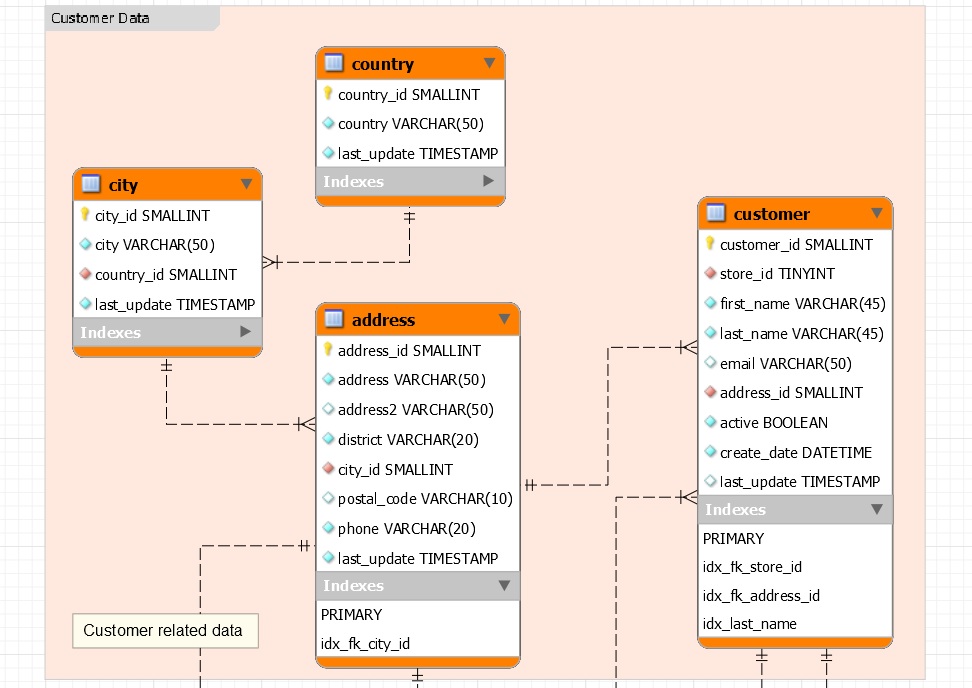 Customer Data
country
country_id SMALLINT
country VARCHAR(50)
last_update TIMESTAMP
Indexes
city
city_id SMALLINT
city VARCHAR(50)
country_id SMALLINT
last_update TIMESTAMP
Indexes
address
address_id SMALLINT
address VARCHAR(50)
address2 VARCHAR(50)
district VARCHAR(20)
city_id SMALLINT
postal_code VARCHAR(10)
phone VARCHAR(20)
last_update TIMESTAMP
Indexes
PRIMARY
idx_fk_city_id
customer
customer_id SMALLINT
store_id TINYINT
first_name VARCHAR(45)
last_name VARCHAR(45)
email VARCHAR(50)
address_id SMALLINT
active BOOLEAN
create_date DATETIME
last_update TIMESTAMP
Indexes
PRIMARY
idx_fk_store_id
idx_fk_address_id
idx_last_name
Customer related data